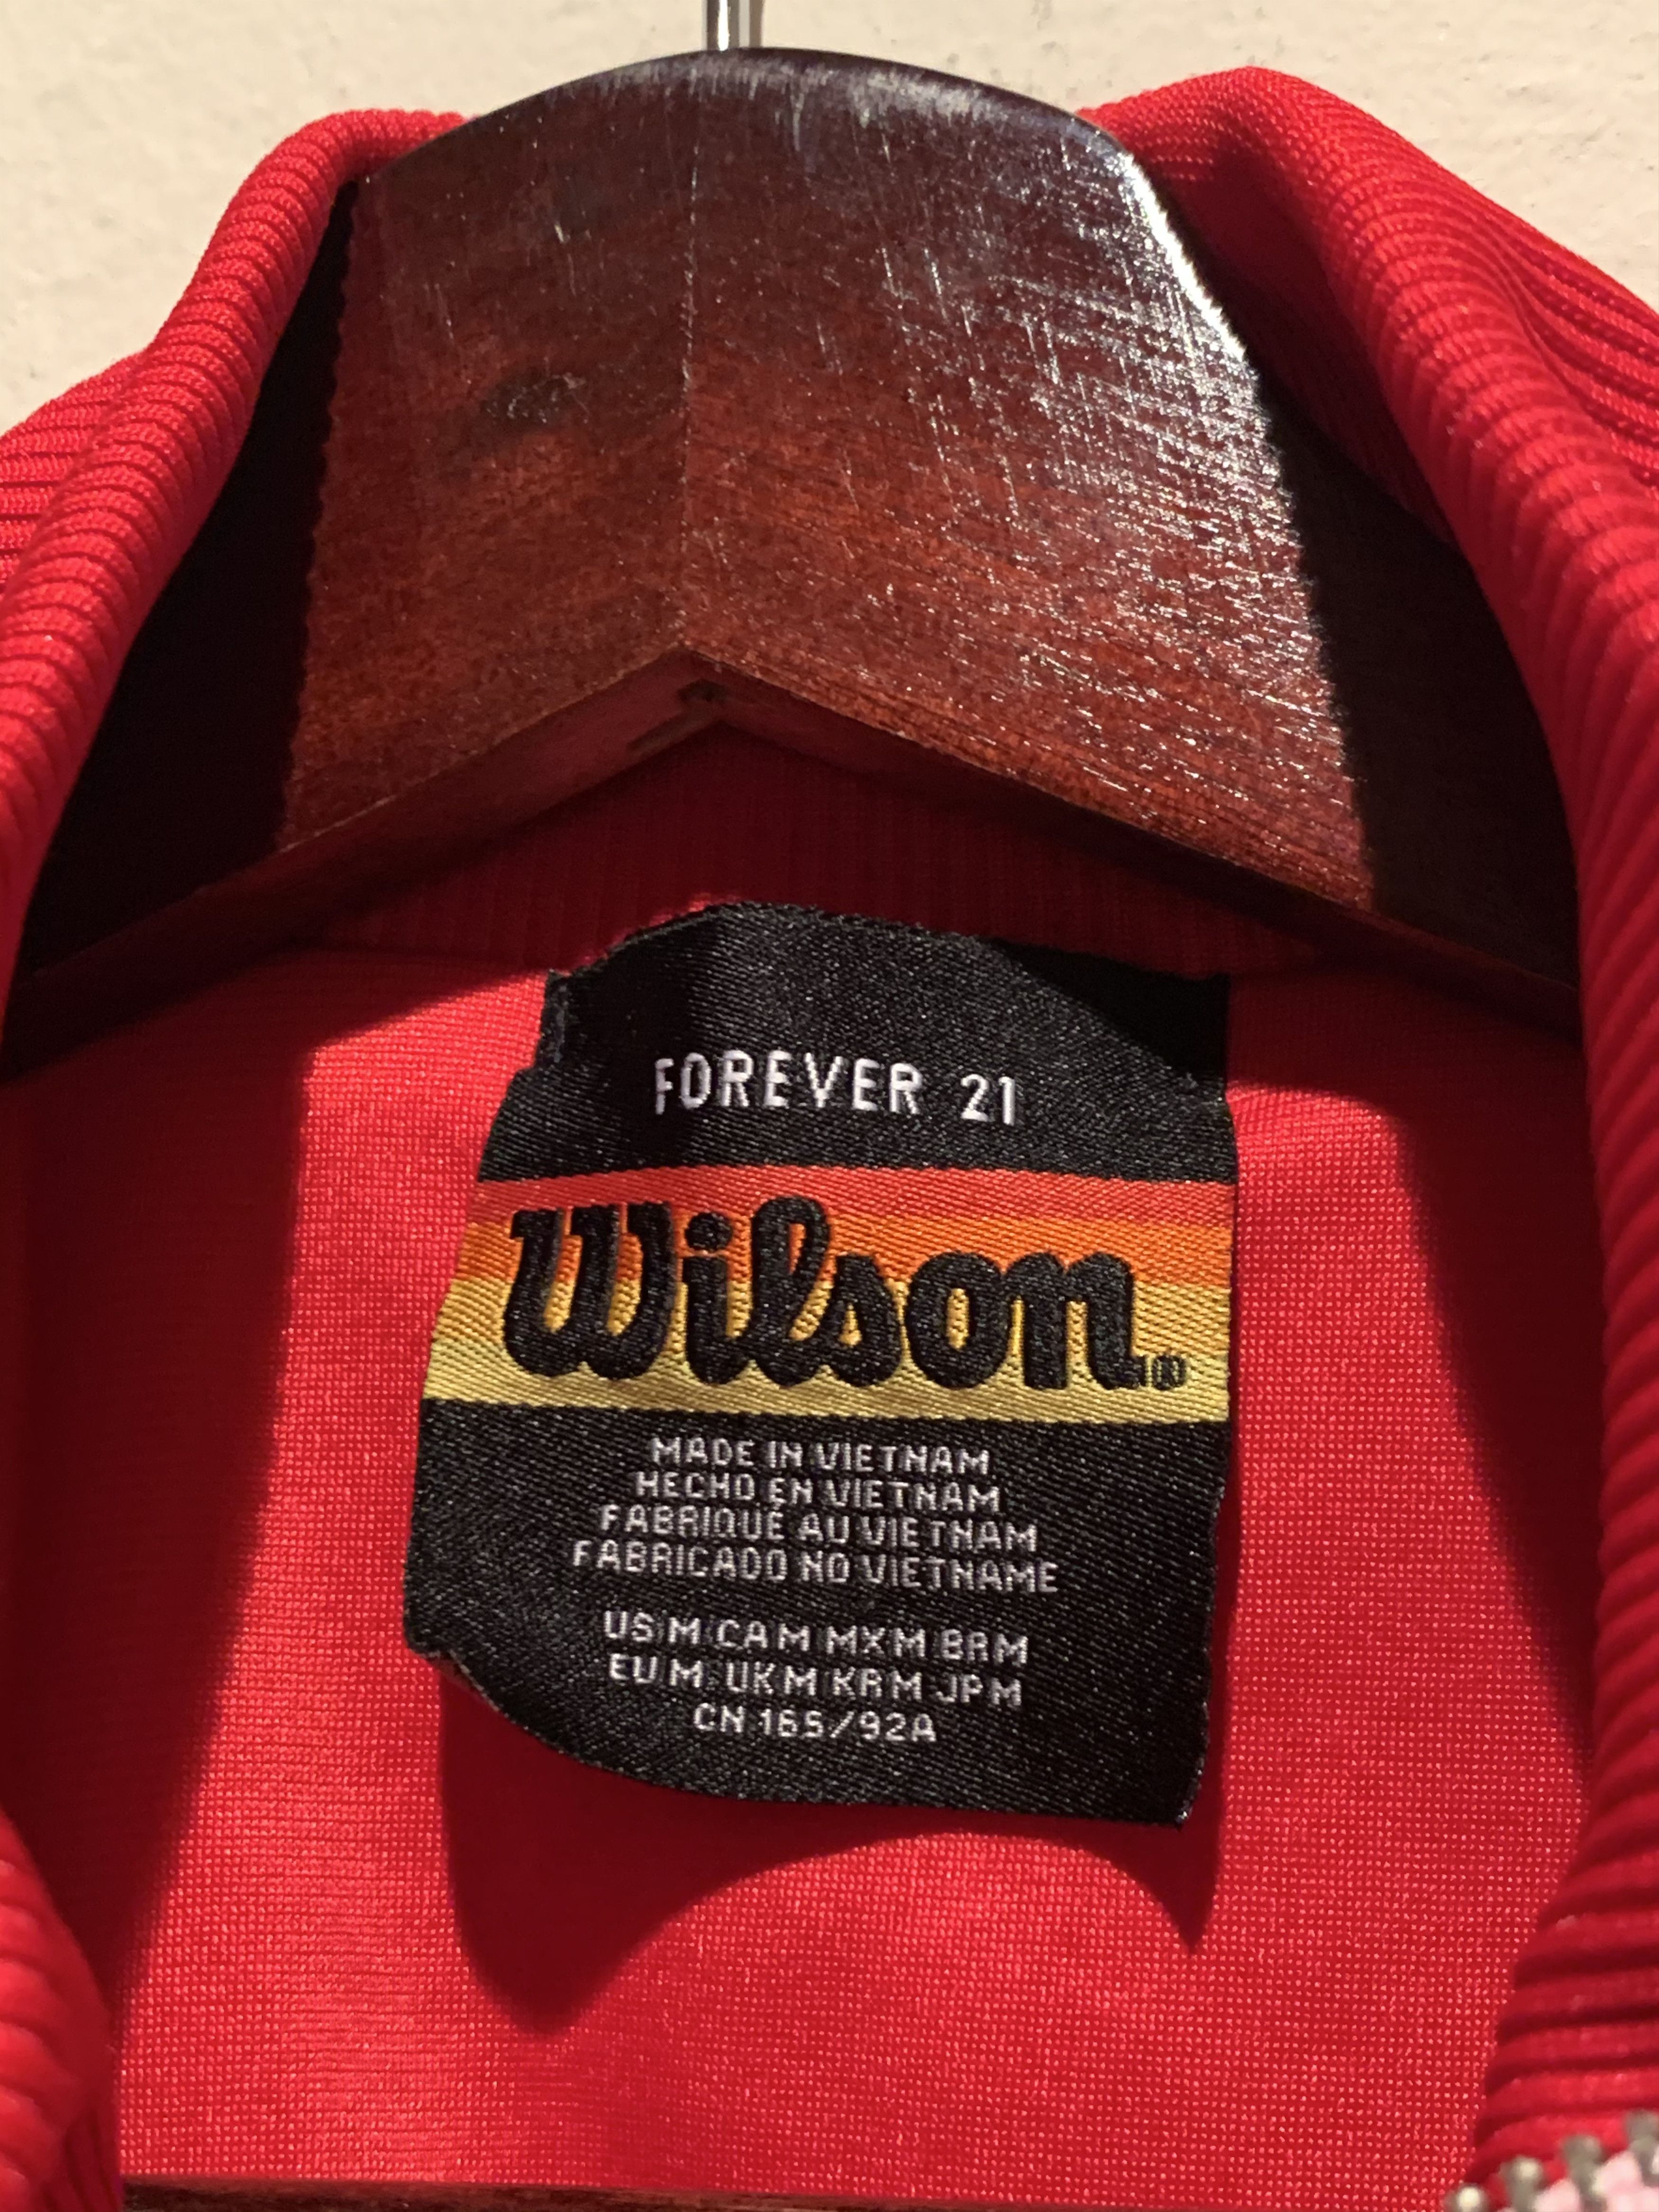 FOREVER 21
Wilson.®
MADE IN VIETNAM
HECHO EN VIETNAM
FABRIQUÉ AU VIETNAM
FABRICADO NO VIETNAME
US M CA M MX M BR M
EU M UK M KR M JP M
CN 165/92A